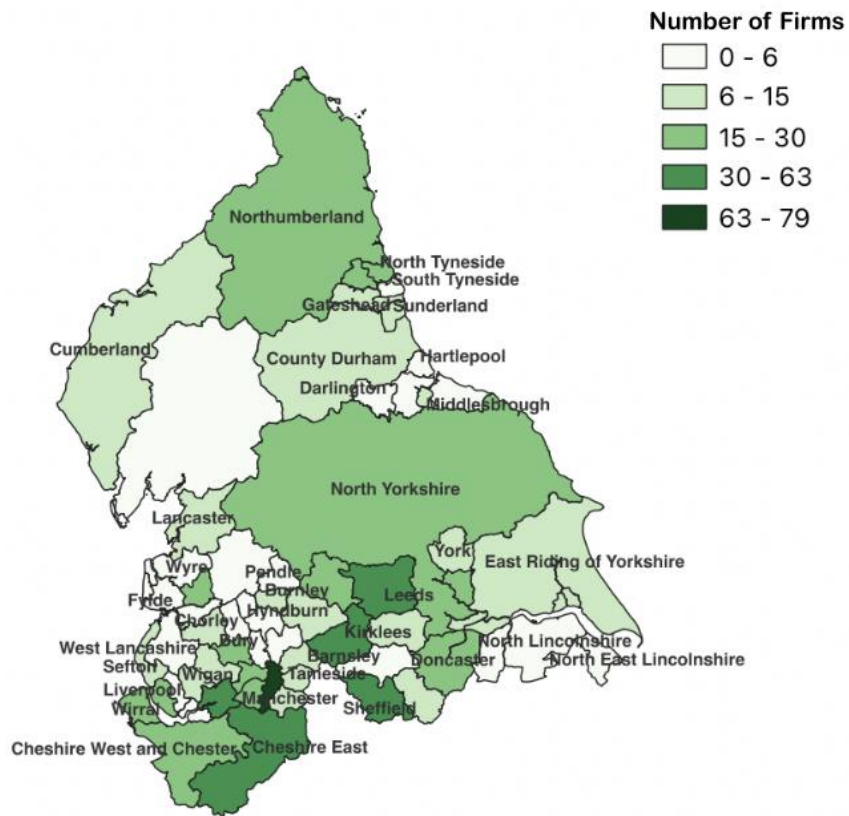 Number of Firms
0 - 6
6 - 15
15 - 30
30 - 63
63 - 79
Northumberland
North Tyneside
South Tyneside
Gateshead
Sunderland
Cumberland
County Durham
Hartlepool
Darlington
Middlesbrough
North Yorkshire
Lancaster
York
East Riding of Yorkshire
Wyre
Pendle
Burnley
Leeds
Fylde
Hyndburn
Chorley
Kirklees
Bury
North Lincolnshire
West Lancashire
Barnsley
Doncaster
North East Lincolnshire
Sefton
Wigan
Tameside
Liverpool
Manchester
Wirral
Sheffield
Cheshire West and Chester
Cheshire East